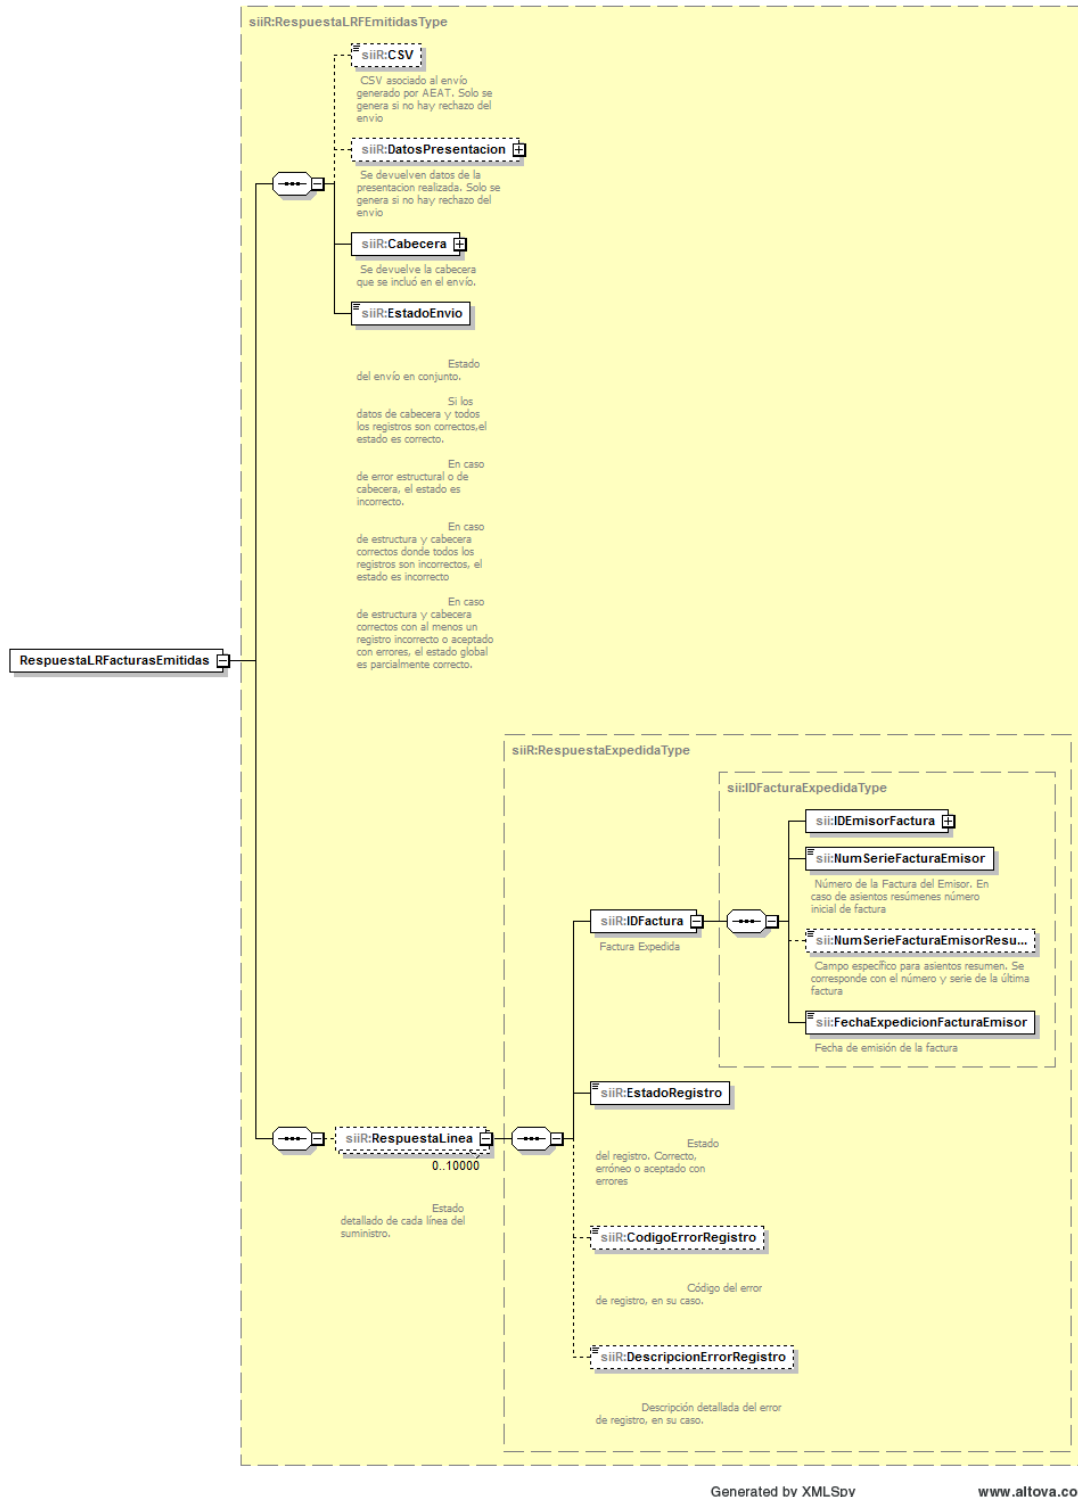 siiR:RespuestaLRFEmitidasType
siiR:CSV
CSV asociado al envío
generado por AEAT. Solo se
genera si no hay rechazo del
envio
siiR:DatosPresentacion
Se devuelven datos de la
presentacion realizada. Solo se
genera si no hay rechazo del
envio
siiR:Cabecera
Se devuelve la cabecera
que se incluó en el envío.
siiR:EstadoEnvio
Estado
del envío en conjunto.
Si los
datos de cabecera y todos
los registros son correctos,el
estado es correcto.
En caso
de error estructural o de
cabecera, el estado es
incorrecto.
En caso
de estructura y cabecera
correctos donde todos los
registros son incorrectos, el
estado es incorrecto
En caso
de estructura y cabecera
correctos con al menos un
registro incorrecto o aceptado
con errores, el estado global
es parcialmente correcto.
RespuestaLRFacturasEmitidas
siiR:RespuestaExpedidaType
sii:IDFacturaExpedidaType
sii:IDEmisorFactura
sii:NumSerieFacturaEmisor
Número de la Factura del Emisor. En
caso de asientos resúmenes número
inicial de factura
siiR:IDFactura
Factura Expedida
sii:NumSerieFacturaEmisorResu...
Campo específico para asientos resumen. Se
corresponde con el número y serie de la última
factura
sii:FechaExpedicionFacturaEmisor
Fecha de emisión de la factura
siiR:EstadoRegistro
Estado
del registro. Correcto,
erróneo o aceptado con
errores
siiR:RespuestaLinea
0..10000
Estado
detallado de cada línea del
suministro.
siiR:CodigoErrorRegistro
Código del error
de registro, en su caso.
siiR:DescripcionErrorRegistro
Descripción detallada del error
de registro, en su caso.
Generated by XMLSpy
www.altova.co